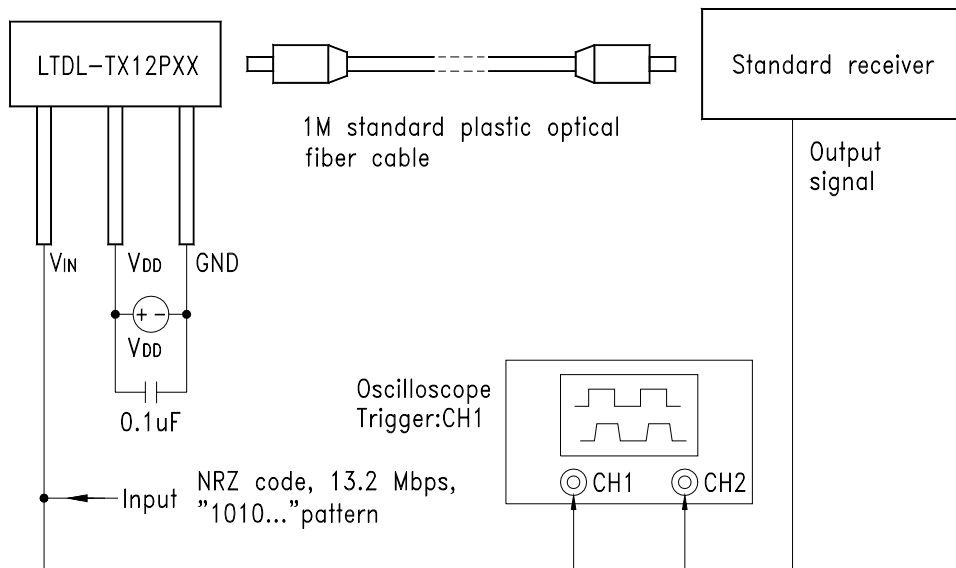 LTDL-TX12PXX
Standard receiver
1M standard plastic optical
fiber cable
Output
signal
VIN
VDD
GND
+ -
VDD
0.1uF
Oscilloscope
Trigger:CH1
CH1
CH2
Input
NRZ code, 13.2 Mbps,
"1010..."pattern